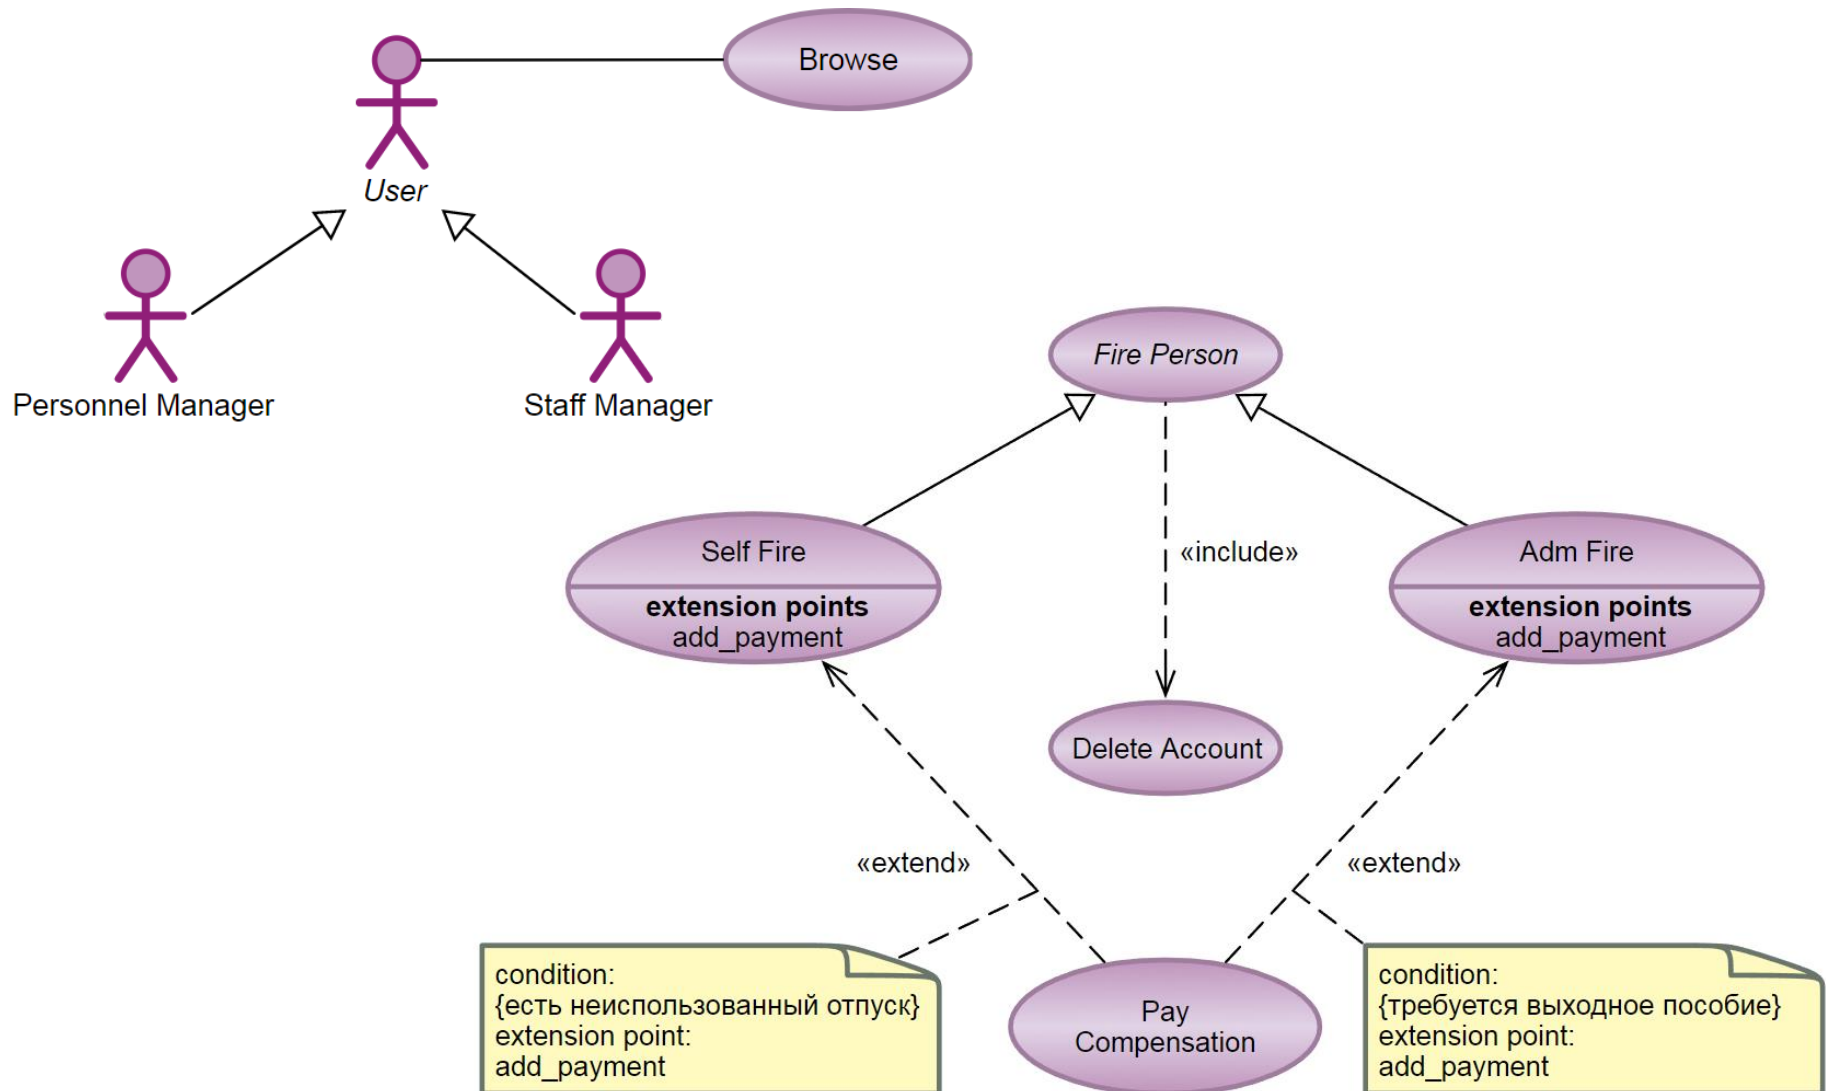 Browse
User
Personnel Manager
Staff Manager
Fire Person
Self Fire
extension points
add_payment
«include»
Adm Fire
extension points
add_payment
Delete Account
«extend»
«extend»
condition:
{есть неиспользованный отпуск}
extension point:
add_payment
Pay
Compensation
condition:
{требуется выходное пособие}
extension point:
add_payment